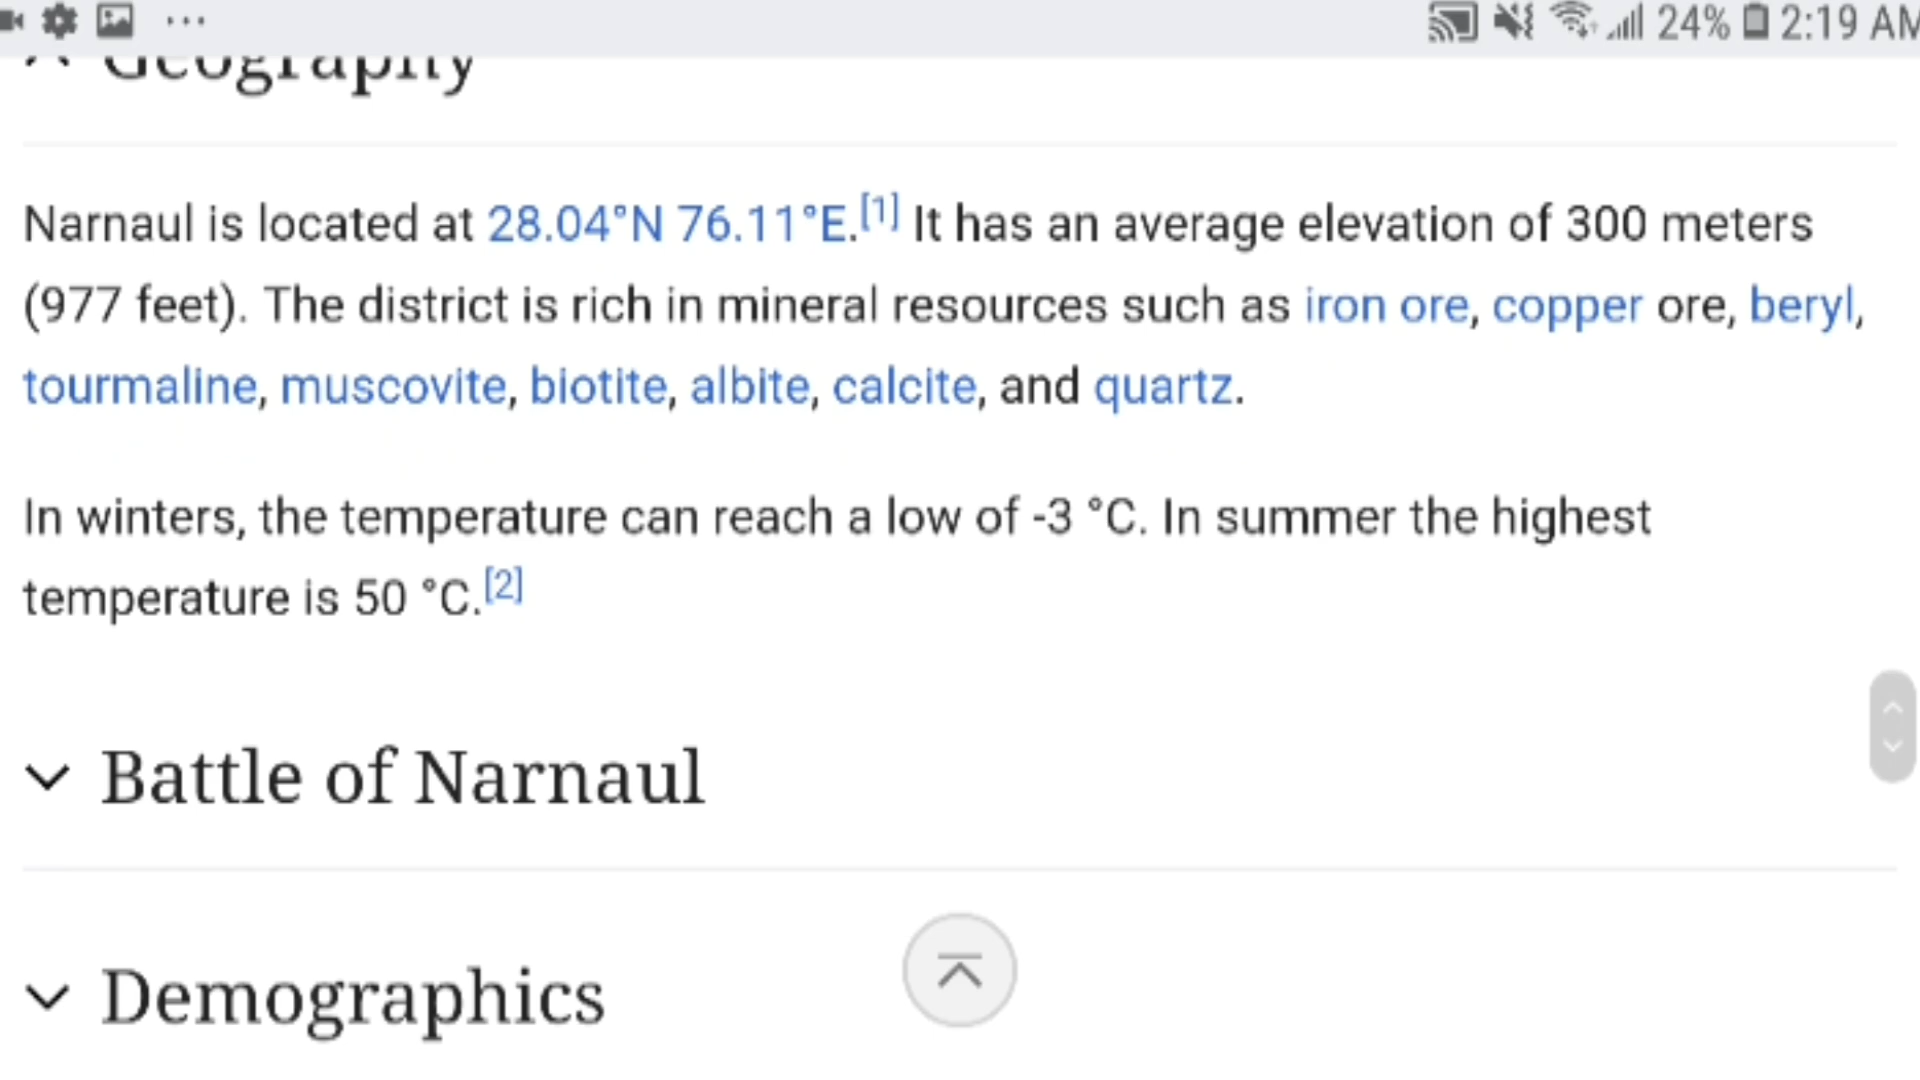 24% 2:19 AM
Geography
Narnaul is located at 28.04°N 76.11°E.[1] It has an average elevation of 300 meters
(977 feet). The district is rich in mineral resources such as iron ore, copper ore, beryl,
tourmaline, muscovite, biotite, albite, calcite, and quartz.
In winters, the temperature can reach a low of -3 °C. In summer the highest
temperature is 50 °C.[2]
Battle of Narnaul
Demographics